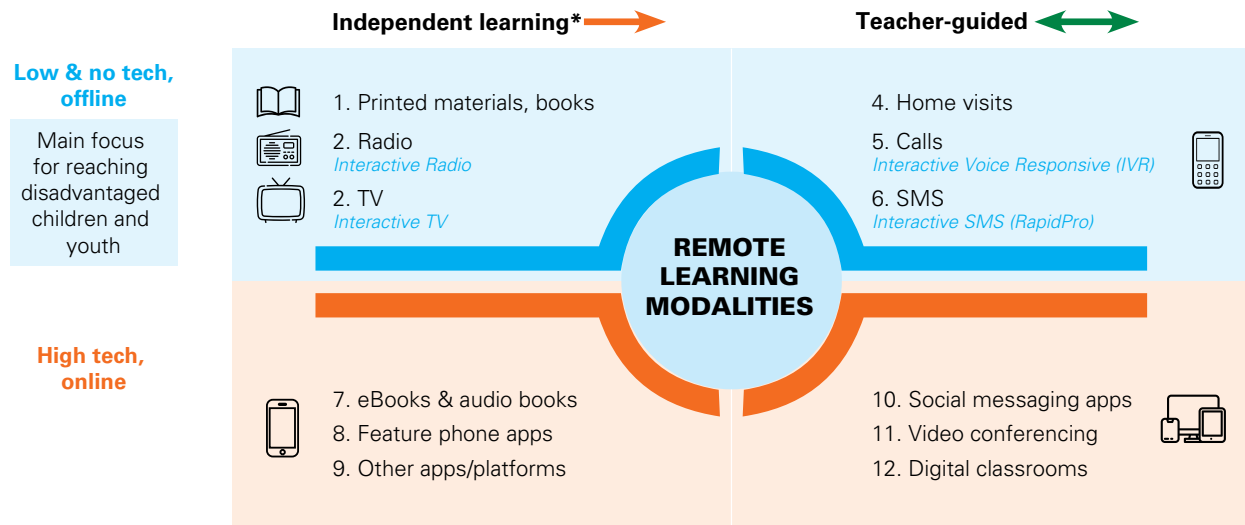 Independent learning*
Teacher-guided
Low & no tech,
offline
Main focus
for reaching
disadvantaged
children and
youth
1. Printed materials, books
2. Radio
Interactive Radio
2. TV
Interactive TV
4. Home visits
5. Calls
Interactive Voice Responsive (IVR)
6. SMS
Interactive SMS (RapidPro)
REMOTE
LEARNING
MODALITIES
High tech,
online
7. eBooks & audio books
8. Feature phone apps
9. Other apps/platforms
10. Social messaging apps
11. Video conferencing
12. Digital classrooms